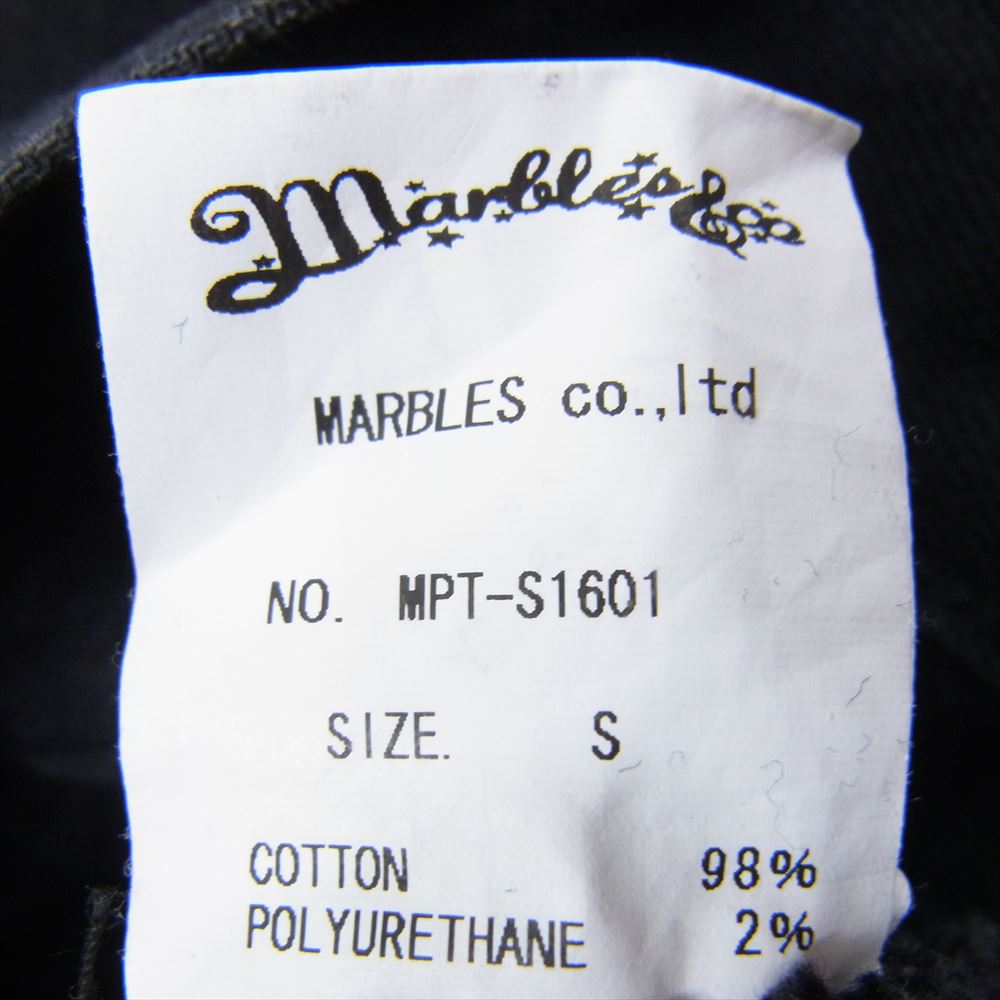 Marbles &co
MARBLES co.,ltd
NO. MPT-S1601
SIZE. S
COTTON 98%
POLYURETHANE 2%